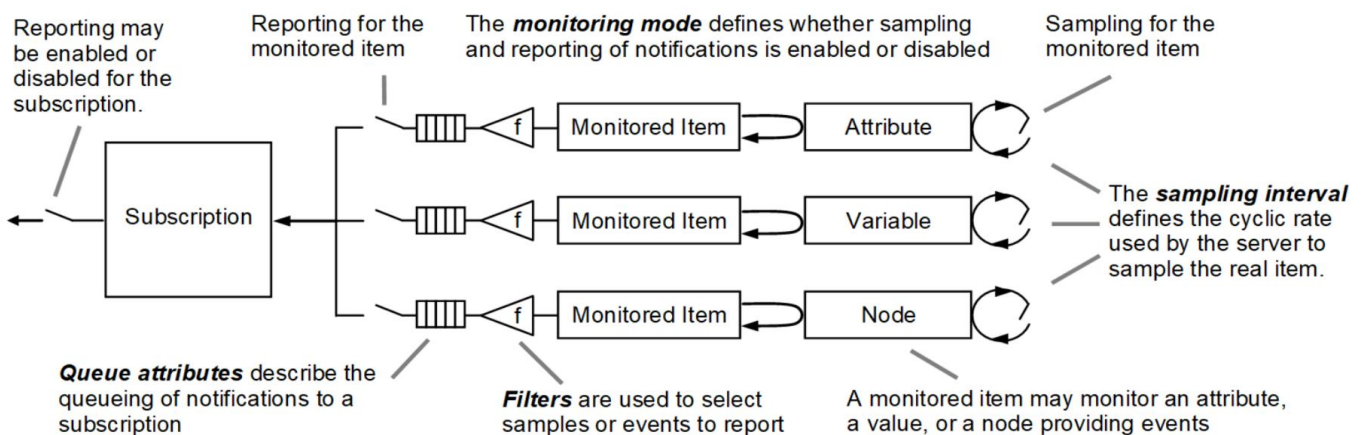 Reporting may
be enabled or
disabled for the
subscription.
Reporting for the
monitored item
The monitoring mode defines whether sampling
and reporting of notifications is enabled or disabled
Sampling for the
monitored item
f
Monitored Item
Attribute
Subscription
f
Monitored Item
Variable
The sampling interval
defines the cyclic rate
used by the server to
sample the real item.
f
Monitored Item
Node
Queue attributes describe the
queueing of notifications to a
subscription
Filters are used to select
samples or events to report
A monitored item may monitor an attribute,
a value, or a node providing events